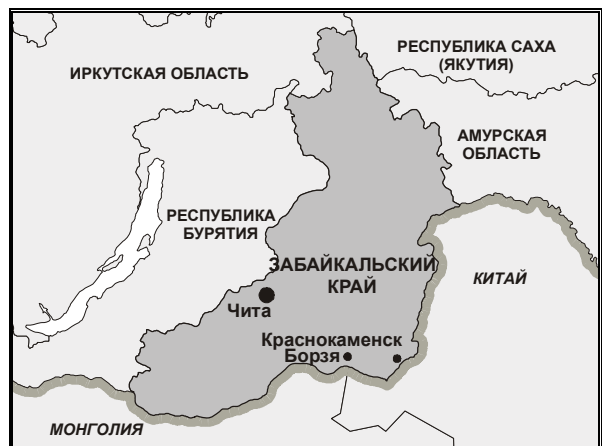 РЕСПУБЛИКА САХА
(ЯКУТИЯ)
ИРКУТСКАЯ ОБЛАСТЬ
АМУРСКАЯ
ОБЛАСТЬ
РЕСПУБЛИКА
БУРЯТИЯ
ЗАБАЙКАЛЬСКИЙ
КРАЙ
КИТАЙ
Чита
Краснокаменск
Борзя
МОНГОЛИЯ